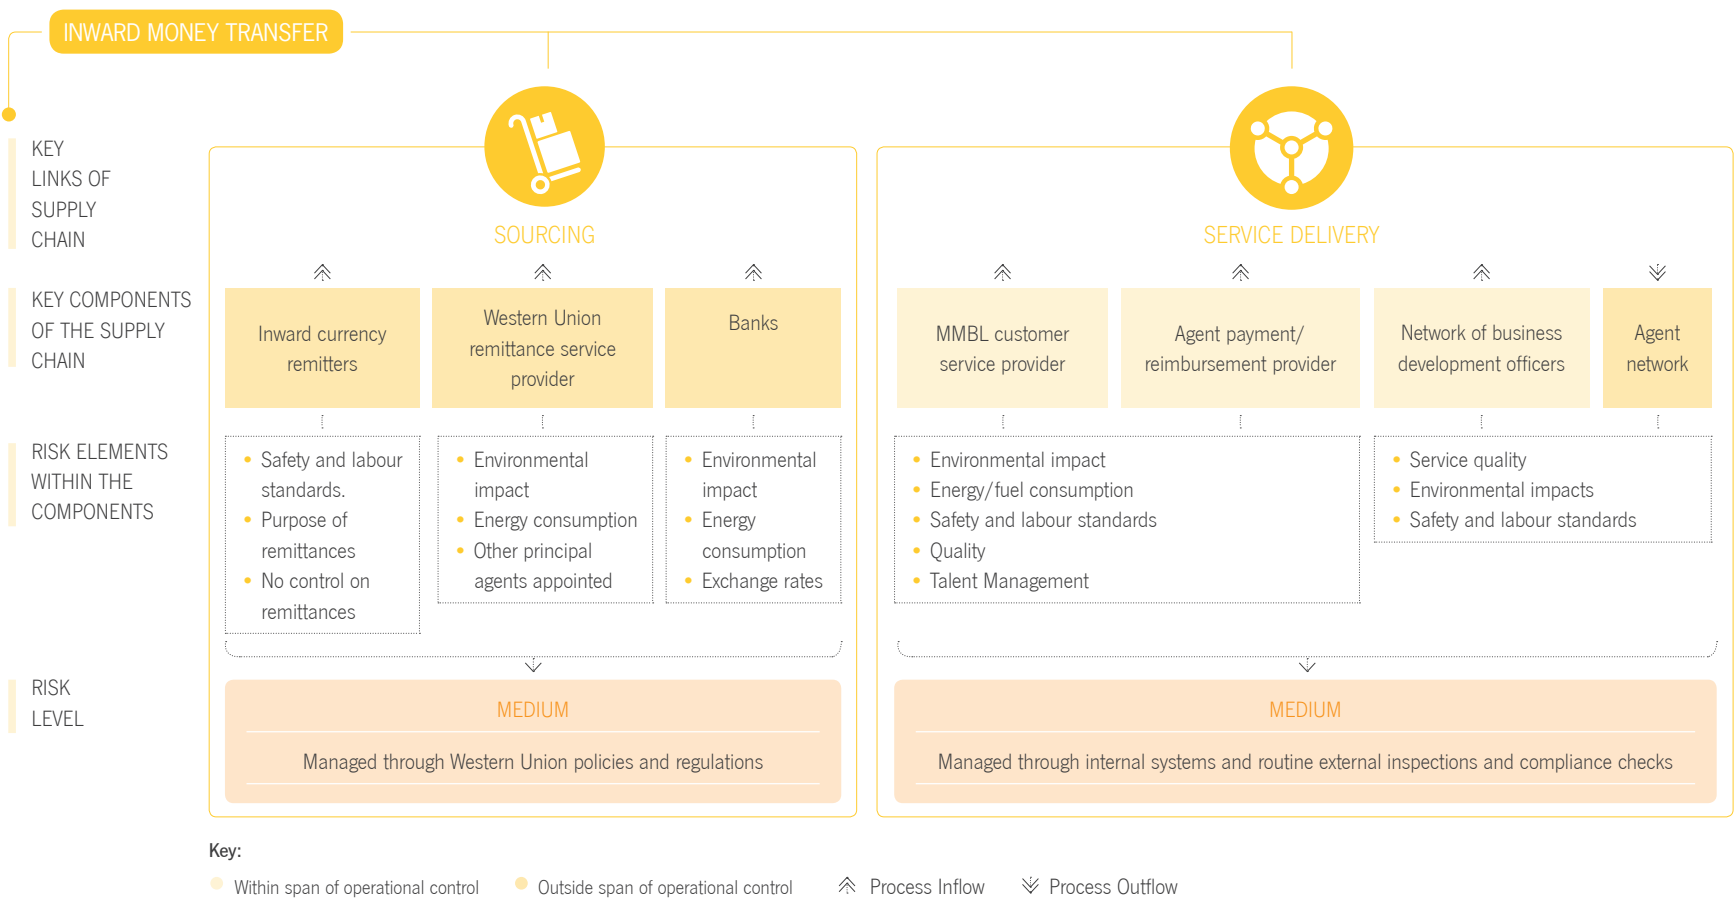 INWARD MONEY TRANSFER
KEY
LINKS OF
SUPPLY
CHAIN
SOURCING
SERVICE DELIVERY
KEY COMPONENTS
OF THE SUPPLY
CHAIN
Inward currency
remitters
Western Union
remittance service
provider
Banks
MMBL customer
service provider
Agent payment/
reimbursement provider
Network of business
development officers
Agent
network
RISK ELEMENTS
WITHIN THE
COMPONENTS
• Safety and labour
standards.
• Purpose of
remittances
• No control on
remittances
• Environmental
impact
• Energy consumption
• Other principal
agents appointed
• Environmental
impact
• Energy
consumption
• Exchange rates
• Environmental impact
• Energy/fuel consumption
• Safety and labour standards
• Quality
• Talent Management
• Service quality
• Environmental impacts
• Safety and labour standards
RISK
LEVEL
MEDIUM
Managed through Western Union policies and regulations
MEDIUM
Managed through internal systems and routine external inspections and compliance checks
Key:
Within span of operational control
Outside span of operational control
Process Inflow
Process Outflow